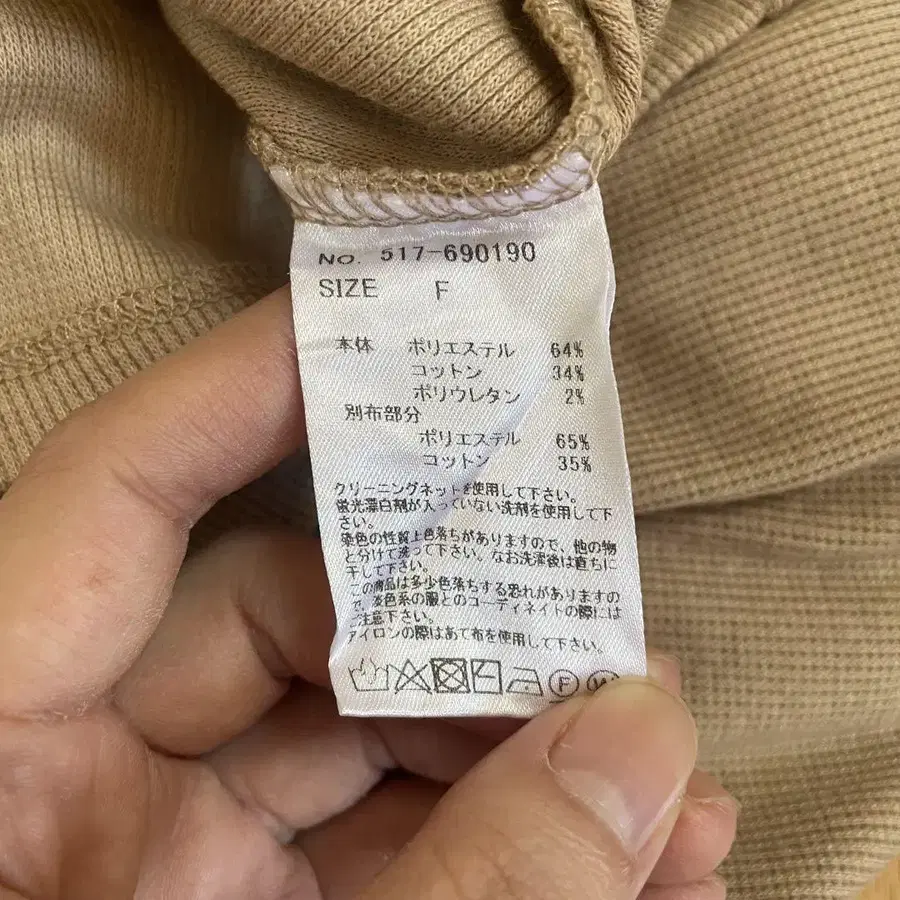 NO. 517-690190
SIZE F
本体 ポリエステル 64%
コットン 34%
ポリウレタン 2%
別布部分
ポリエステル 65%
コットン 35%
クリーニングネットを使用して下さい。
蛍光漂白剤が入っていない洗剤を使用して下
さい。
染色の性質上色落ちがありますので、他の物
と分けて洗って下さい。なお洗濯後は直ちに
干して下さい。
この商品は多少色落ちする恐れがありますの
で、淡色系の服とのコーディネイトの際には
ご注意下さい。
アイロンの際はあて布を使用して下さい。
F W